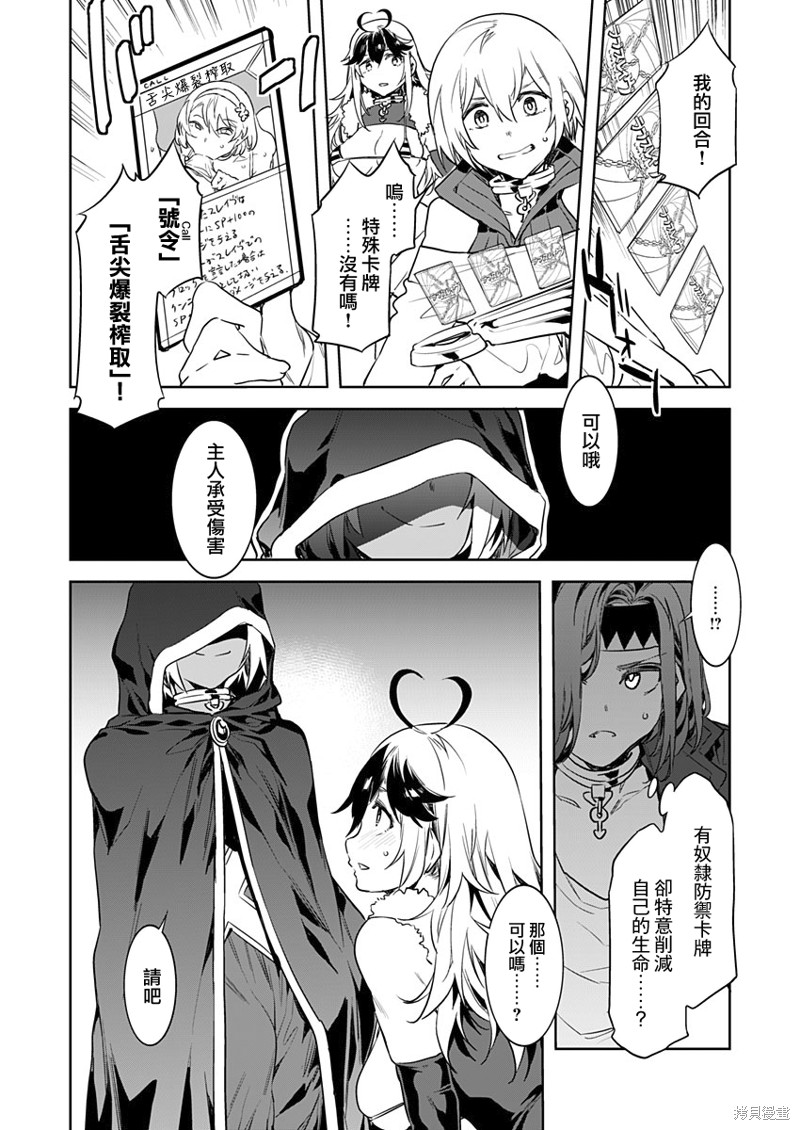 我的回合！
嗚……
特殊卡牌
……沒有嗎！
CALL
舌尖爆裂榨取
Call
「號令」
「舌尖爆裂榨取」！
可以哦
主人承受傷害
……!?
有奴隸防禦卡牌
卻特意削減
自己的生命……？
那個……
可以嗎……？
請吧
拷貝漫畫